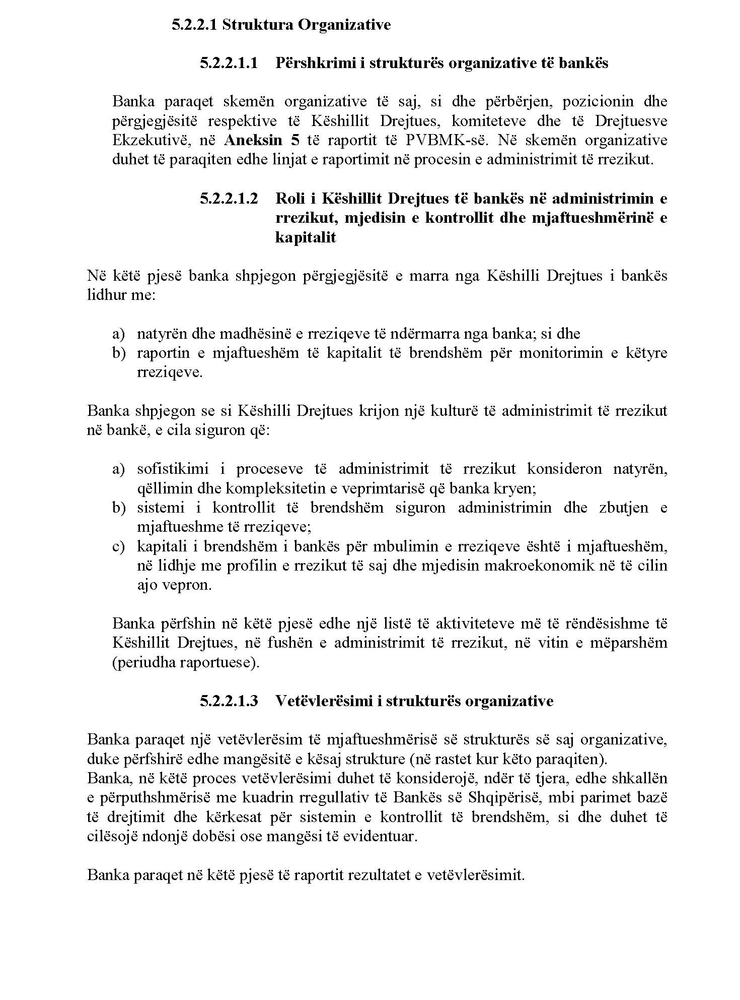 5.2.2.1 Struktura Organizative
5.2.2.1.1 Përshkrimi i strukturës organizative të bankës
Banka paraqet skemën organizative të saj, si dhe përbërjen, pozicionin dhe
përgjegjësitë respektive të Këshillit Drejtues, komiteteve dhe të Drejtuesve
Ekzekutivë, në Aneksin 5 të raportit të PVBMK-së. Në skemën organizative
duhet të paraqiten edhe linjat e raportimit në procesin e administrimit të rrezikut.
5.2.2.1.2 Roli i Këshillit Drejtues të bankës në administrimin e
rrezikut, mjedisin e kontrollit dhe mjaftueshmërinë e
kapitalit
Në këtë pjesë banka shpjegon përgjegjësitë e marra nga Këshilli Drejtues i bankës
lidhur me:
a) natyrën dhe madhësinë e rreziqeve të ndërmarra nga banka; si dhe
b) raportin e mjaftueshëm të kapitalit të brendshëm për monitorimin e këtyre
rreziqeve.
Banka shpjegon se si Këshilli Drejtues krijon një kulturë të administrimit të rrezikut
në bankë, e cila siguron që:
a) sofistikimi i proceseve të administrimit të rrezikut konsideron natyrën,
qëllimin dhe kompleksitetin e veprimtarisë që banka kryen;
b) sistemi i kontrollit të brendshëm siguron administrimin dhe zbutjen e
mjaftueshme të rreziqeve;
c) kapitali i brendshëm i bankës për mbulimin e rreziqeve është i mjaftueshëm,
në lidhje me profilin e rrezikut të saj dhe mjedisin makroekonomik në të cilin
ajo vepron.
Banka përfshin në këtë pjesë edhe një listë të aktiviteteve më të rëndësishme të
Këshillit Drejtues, në fushën e administrimit të rrezikut, në vitin e mëparshëm
(periudha raportuese).
5.2.2.1.3 Vetëvlerësimi i strukturës organizative
Banka paraqet një vetëvlerësim të mjaftueshmërisë së strukturës së saj organizative,
duke përfshirë edhe mangësitë e kësaj strukture (në rastet kur këto paraqiten).
Banka, në këtë proces vetëvlerësimi duhet të konsiderojë, ndër të tjera, edhe shkallën
e përputhshmërisë me kuadrin rregullativ të Bankës së Shqipërisë, mbi parimet bazë
të drejtimit dhe kërkesat për sistemin e kontrollit të brendshëm, si dhe duhet të
cilësojë ndonjë dobësi ose mangësi të evidentuar.
Banka paraqet në këtë pjesë të raportit rezultatet e vetëvlerësimit.